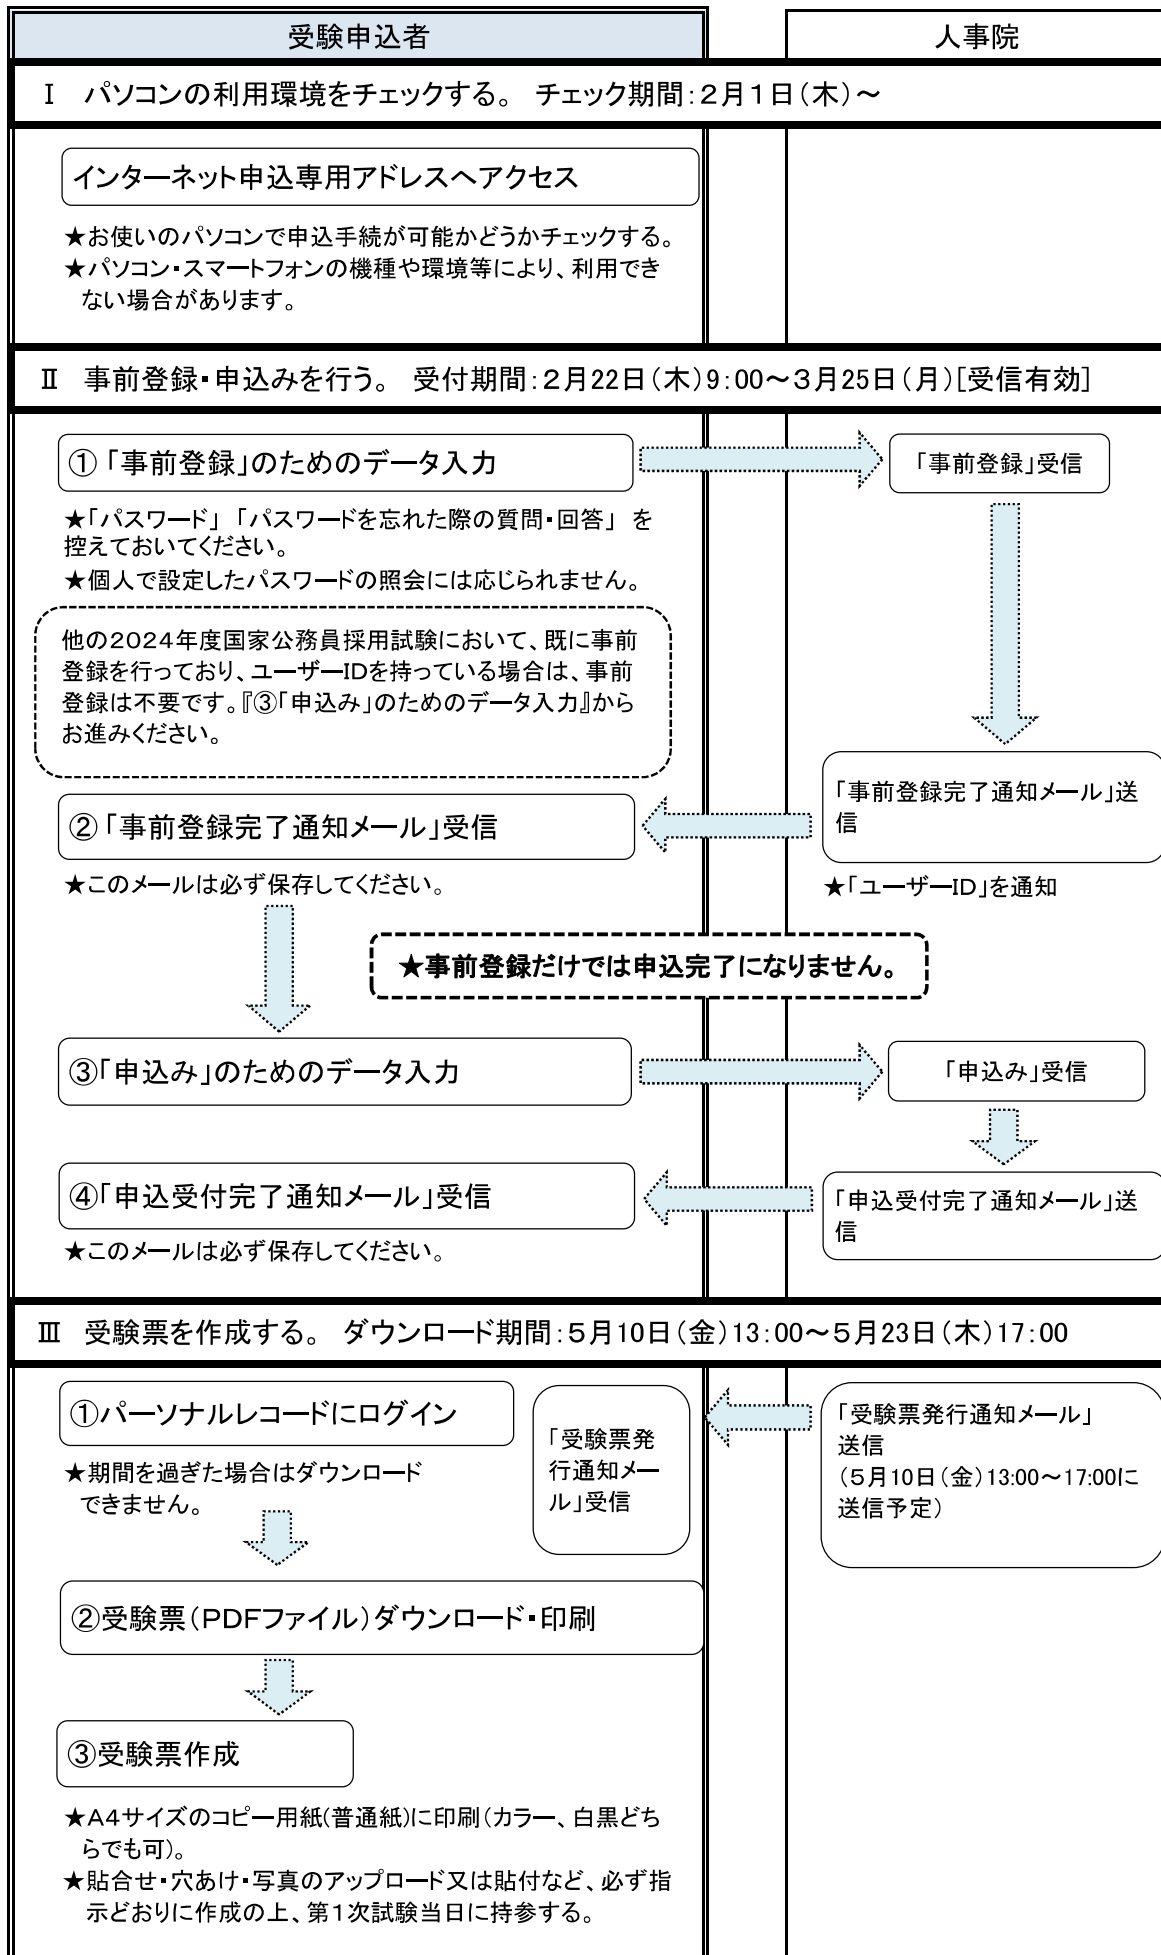 受験申込者
人事院
Ⅰ　パソコンの利用環境をチェックする。　チェック期間：２月１日（木）～
インターネット申込専用アドレスへアクセス
★お使いのパソコンで申込手続が可能かどうかチェックする。
★パソコン・スマートフォンの機種や環境等により、利用でき
ない場合があります。
Ⅱ　事前登録・申込みを行う。　受付期間：２月22日（木）9：00～３月25日（月）[受信有効]
①「事前登録」のためのデータ入力
「事前登録」受信
★「パスワード」「パスワードを忘れた際の質問・回答」 を
控えておいてください。
★個人で設定したパスワードの照会には応じられません。
他の２０２４年度国家公務員採用試験において、既に事前
登録を行っており、ユーザーIDを持っている場合は、事前
登録は不要です。『③「申込み」のためのデータ入力』から
お進みください。
「事前登録完了通知メール」送
信
②「事前登録完了通知メール」受信
★このメールは必ず保存してください。
★「ユーザーID」を通知
★事前登録だけでは申込完了になりません。
③「申込み」のためのデータ入力
「申込み」受信
④「申込受付完了通知メール」受信
「申込受付完了通知メール」送
信
★このメールは必ず保存してください。
Ⅲ　受験票を作成する。　ダウンロード期間：５月10日（金）13：00～５月23日（木）17：00
①パーソナルレコードにログイン
★期間を過ぎた場合はダウンロード
できません。
「受験票発
行通知メー
ル」受信
「受験票発行通知メール」
送信
（５月10日（金）13:00～17:00に
送信予定）
②受験票（PDFファイル）ダウンロード・印刷
③受験票作成
★Ａ４サイズのコピー用紙(普通紙)に印刷（カラー、白黒どち
らでも可）。
★貼合せ・穴あけ・写真のアップロード又は貼付など、必ず指
示どおりに作成の上、第１次試験当日に持参する。